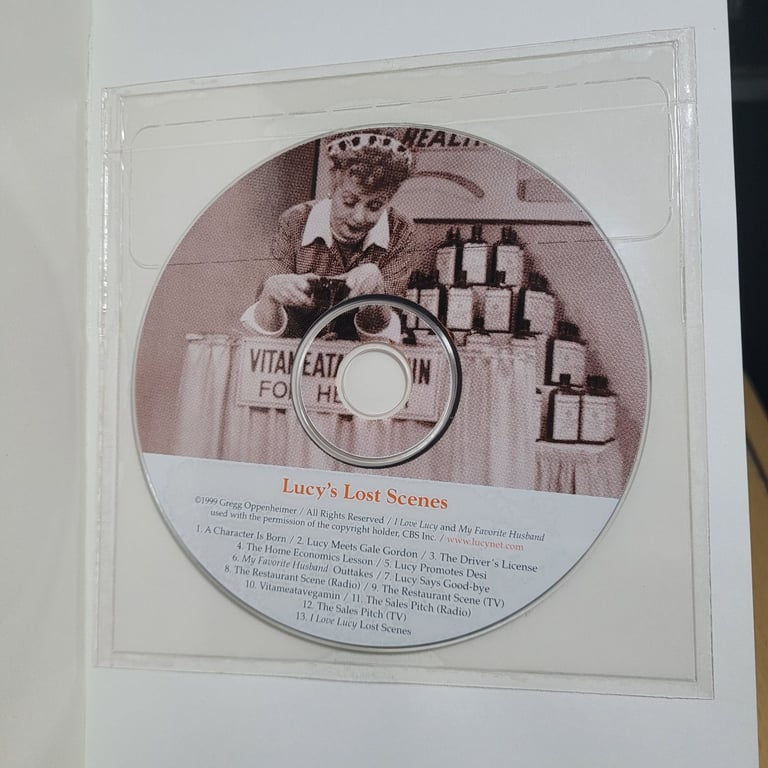 HEALTH
VITAMEATAVEGAMIN
FOR HEALTH
Lucy's Lost Scenes
©1999 Gregg Oppenheimer / All Rights Reserved / I Love Lucy and My Favorite Husband
used with the permission of the copyright holder, CBS Inc. / www.lucynet.com
1. A Character Is Born / 2. Lucy Meets Gale Gordon / 3. The Driver's License
4. The Home Economics Lesson / 5. Lucy Promotes Desi
6. My Favorite Husband Outtakes / 7. Lucy Says Good-bye
8. The Restaurant Scene (Radio) / 9. The Restaurant Scene (TV)
10. Vitameatavegamin / 11. The Sales Pitch (Radio)
12. The Sales Pitch (TV)
13. I Love Lucy Lost Scenes